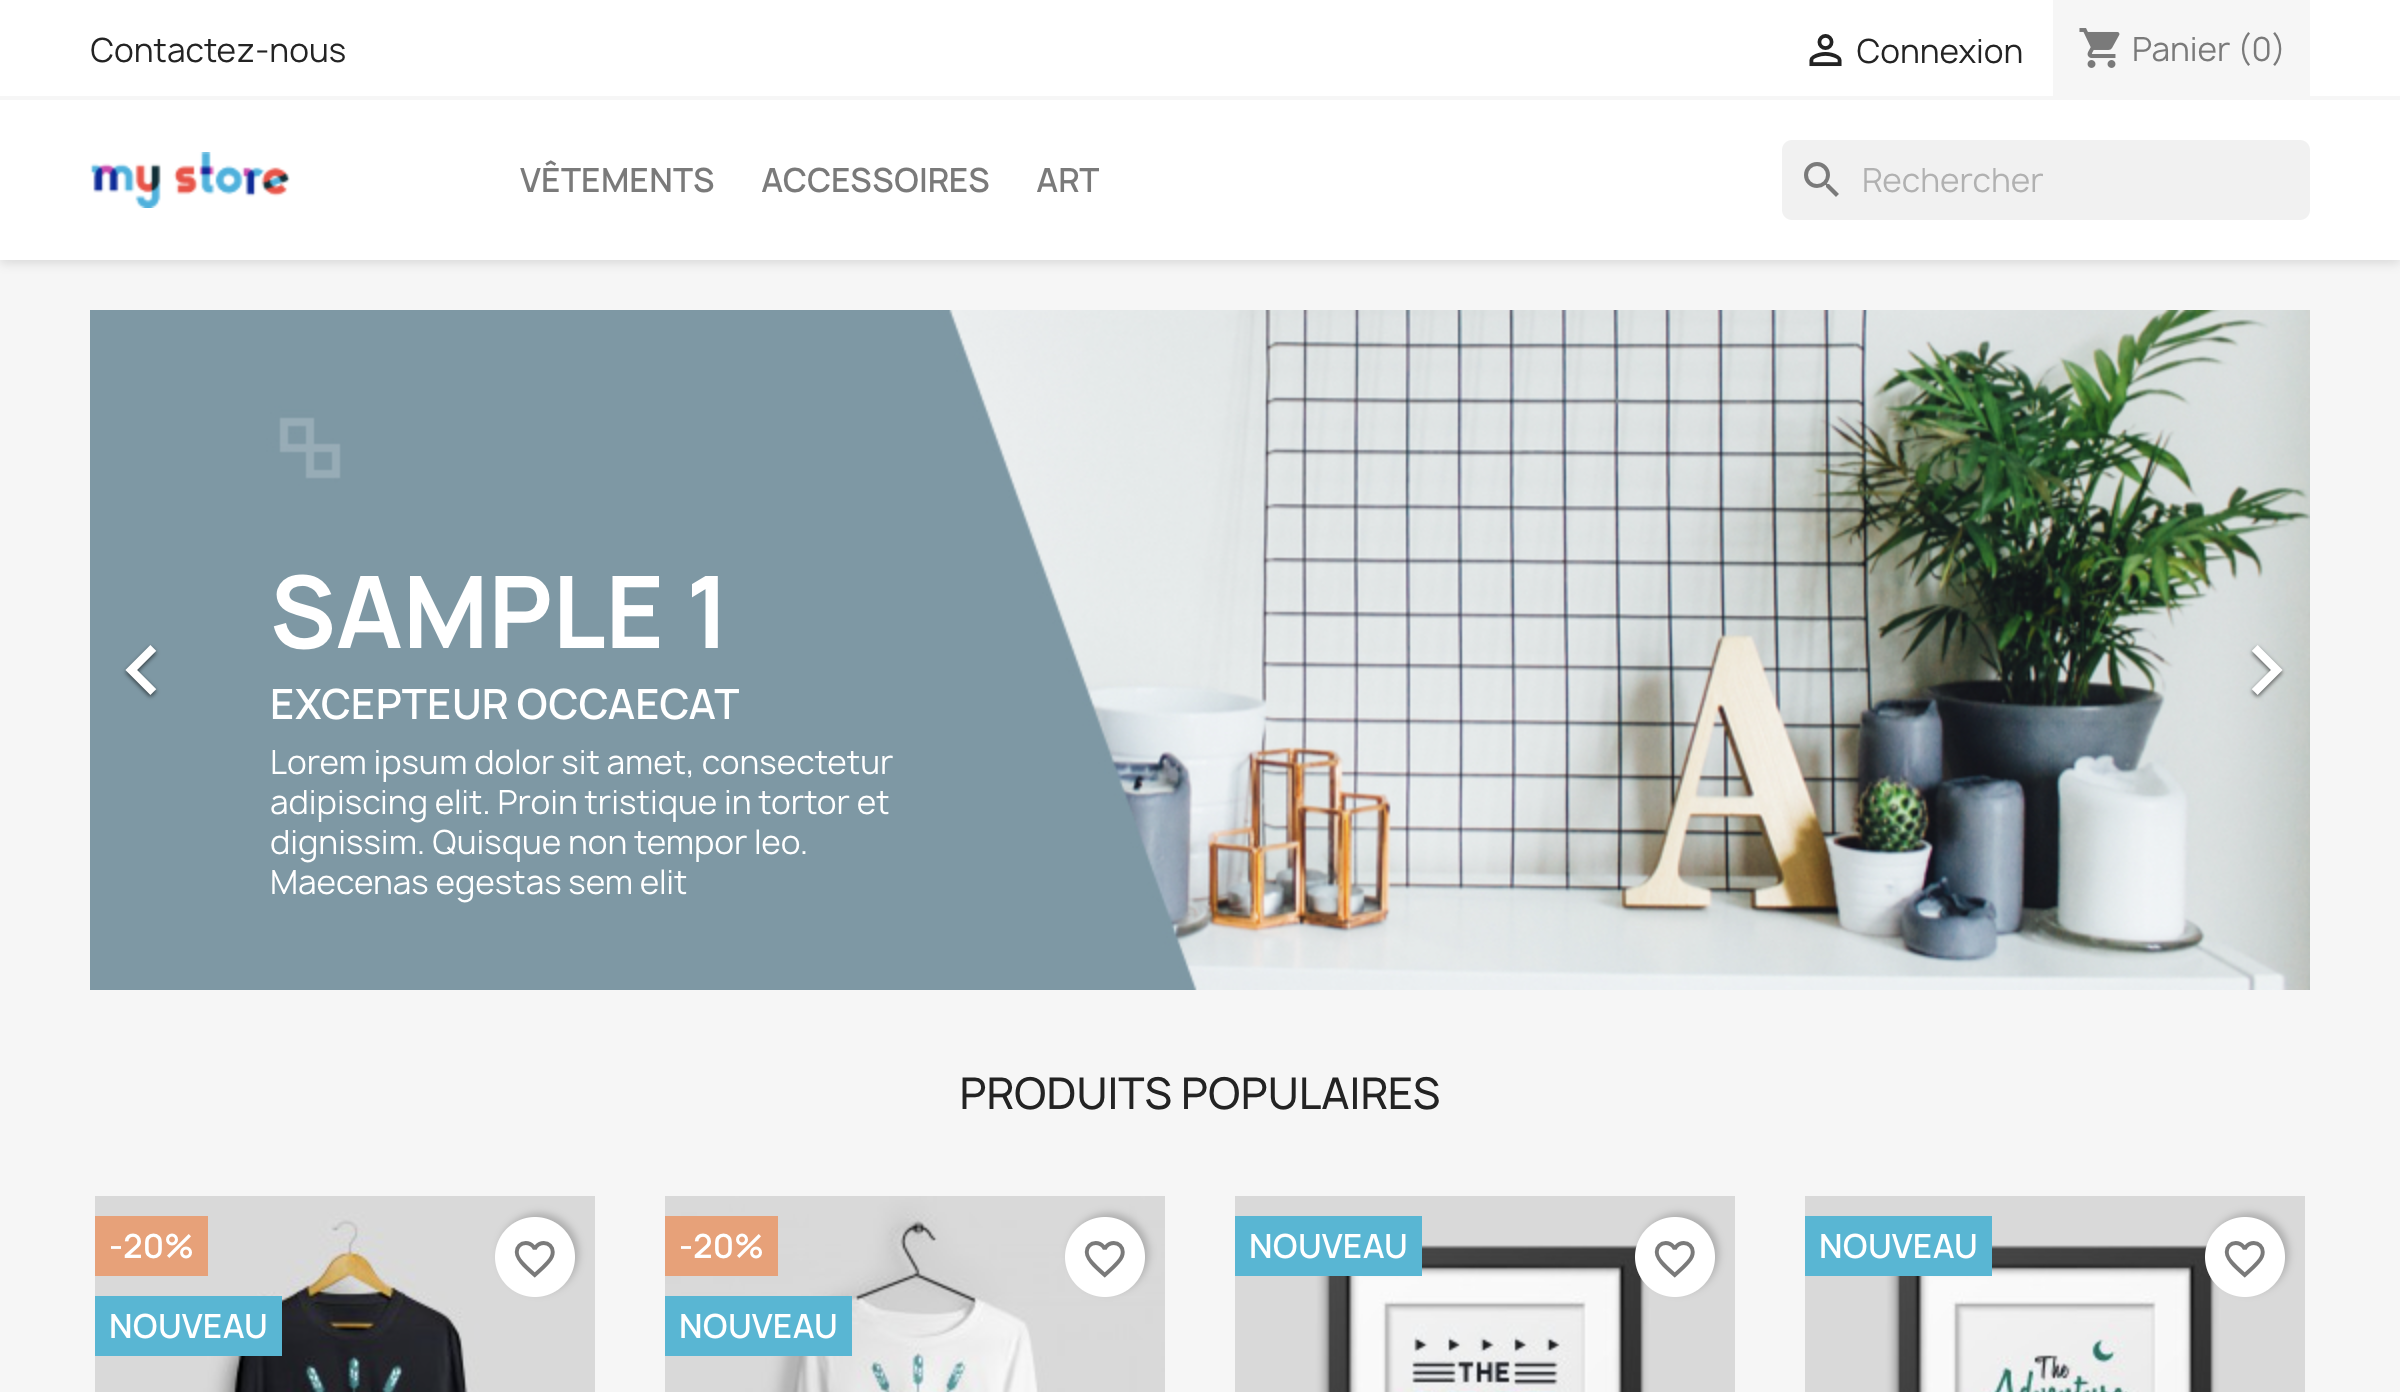 Contactez-nous
Connexion
Panier (0)
my store
VÊTEMENTS ACCESSOIRES ART
Rechercher
SAMPLE 1
EXCEPTEUR OCCAECAT
Lorem ipsum dolor sit amet, consectetur
adipiscing elit. Proin tristique in tortor et
dignissim. Quisque non tempor leo.
Maecenas egestas sem elit
A
PRODUITS POPULAIRES
-20%
NOUVEAU
-20%
NOUVEAU
NOUVEAU
THE
NOUVEAU
The
Adventure